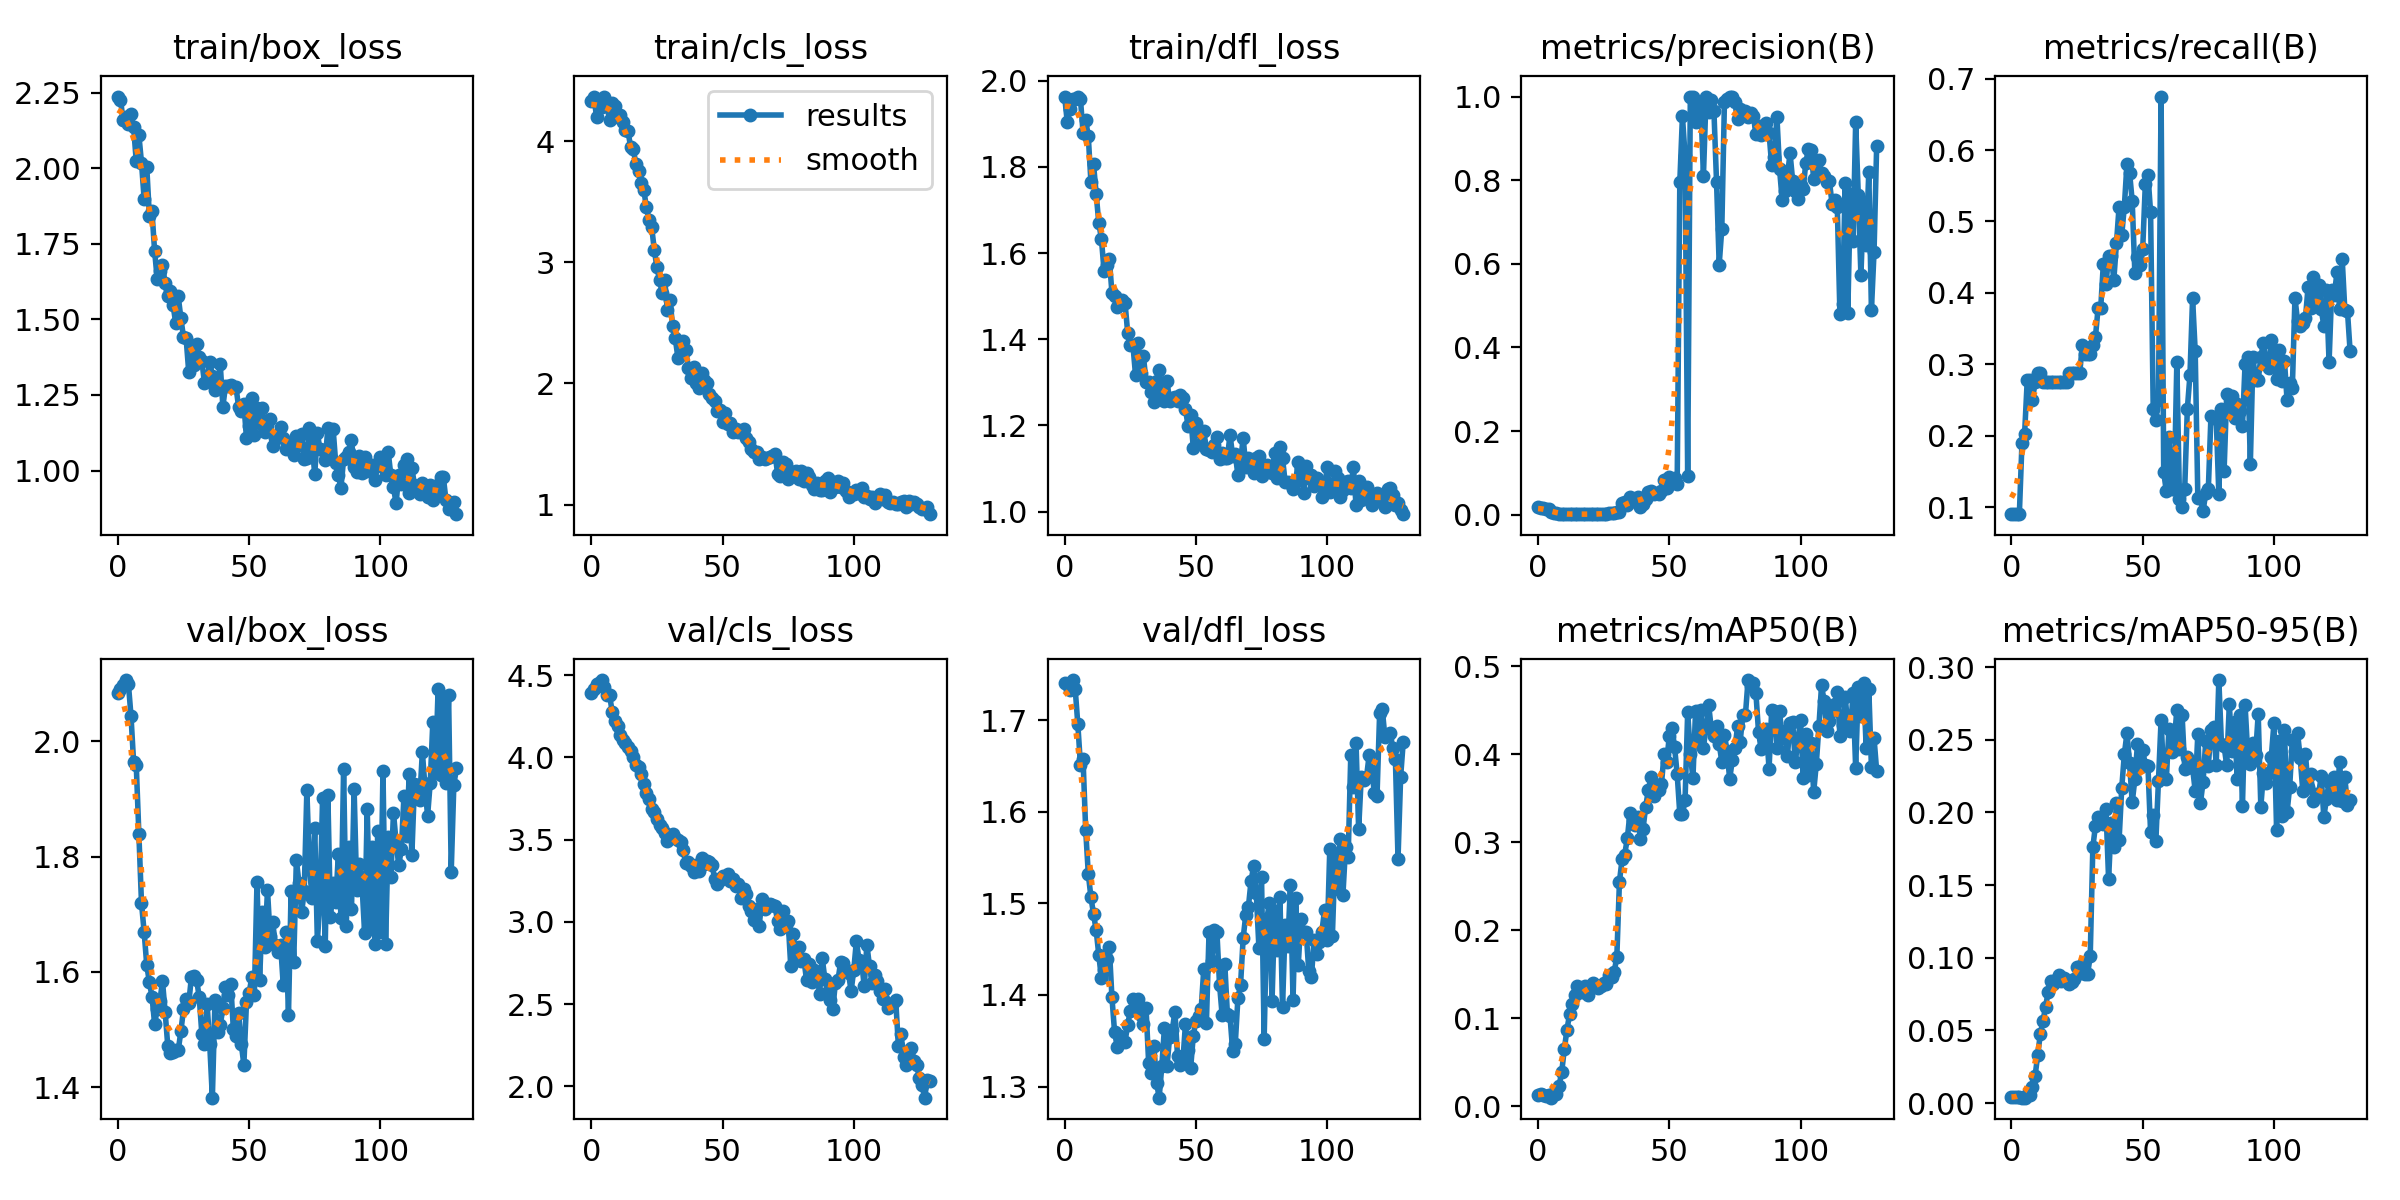 train/box_loss
2.25
2.00
1.75
1.50
1.25
1.00
0 50 100
train/cls_loss
results
smooth
4
3
2
1
0 50 100
train/dfl_loss
2.0
1.8
1.6
1.4
1.2
1.0
0 50 100
metrics/precision(B)
1.0
0.8
0.6
0.4
0.2
0.0
0 50 100
metrics/recall(B)
0.7
0.6
0.5
0.4
0.3
0.2
0.1
0 50 100
val/box_loss
2.0
1.8
1.6
1.4
0 50 100
val/cls_loss
4.5
4.0
3.5
3.0
2.5
2.0
0 50 100
val/dfl_loss
1.7
1.6
1.5
1.4
1.3
0 50 100
metrics/mAP50(B)
0.5
0.4
0.3
0.2
0.1
0.0
0 50 100
metrics/mAP50-95(B)
0.30
0.25
0.20
0.15
0.10
0.05
0.00
0 50 100